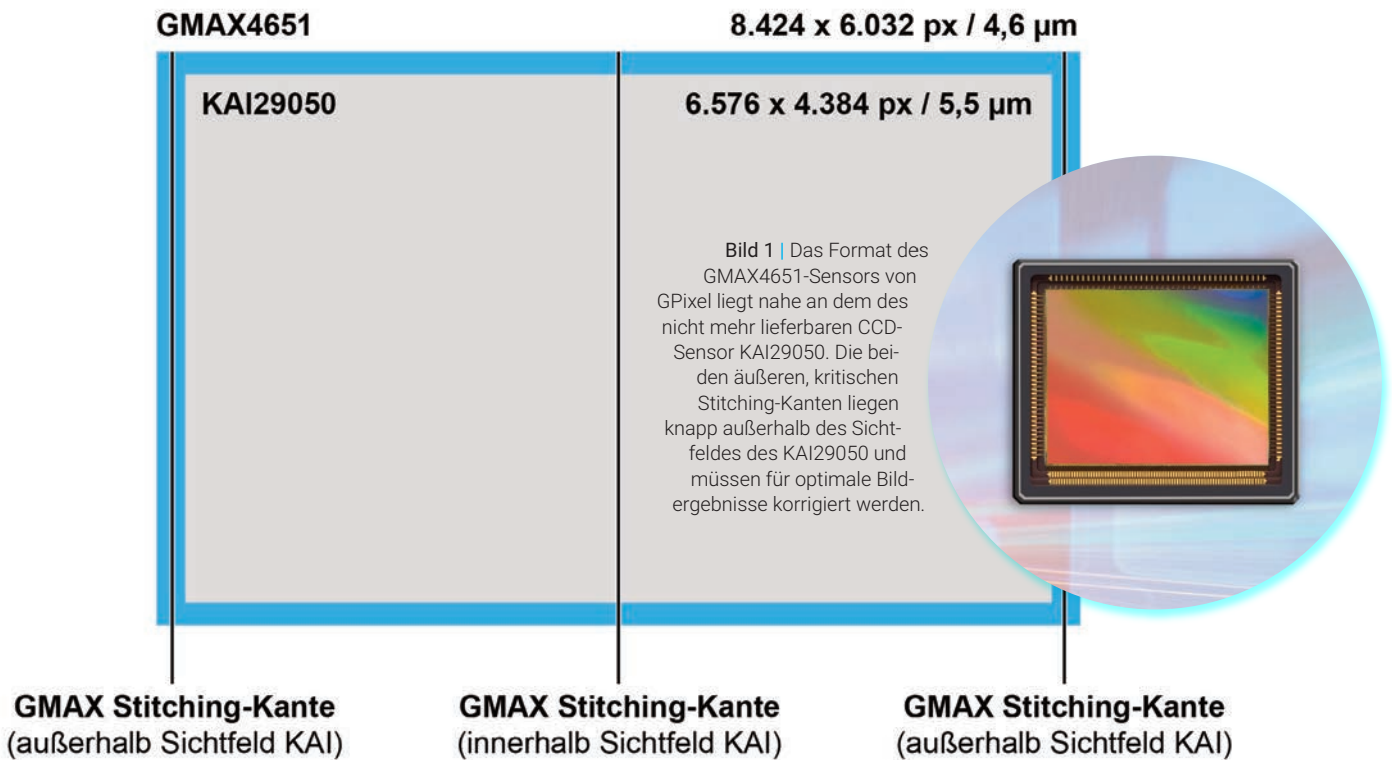 GMAX4651 8.424 x 6.032 px / 4,6 µm
KAI29050 6.576 x 4.384 px / 5,5 µm
Bild 1 | Das Format des
GMAX4651-Sensors von
GPixel liegt nahe an dem des
nicht mehr lieferbaren CCD-
Sensor KAI29050. Die bei-
den äußeren, kritischen
Stitching-Kanten liegen
knapp außerhalb des Sicht-
feldes des KAI29050 und
müssen für optimale Bild-
ergebnisse korrigiert werden.
GMAX Stitching-Kante
(außerhalb Sichtfeld KAI)
GMAX Stitching-Kante
(innerhalb Sichtfeld KAI)
GMAX Stitching-Kante
(außerhalb Sichtfeld KAI)